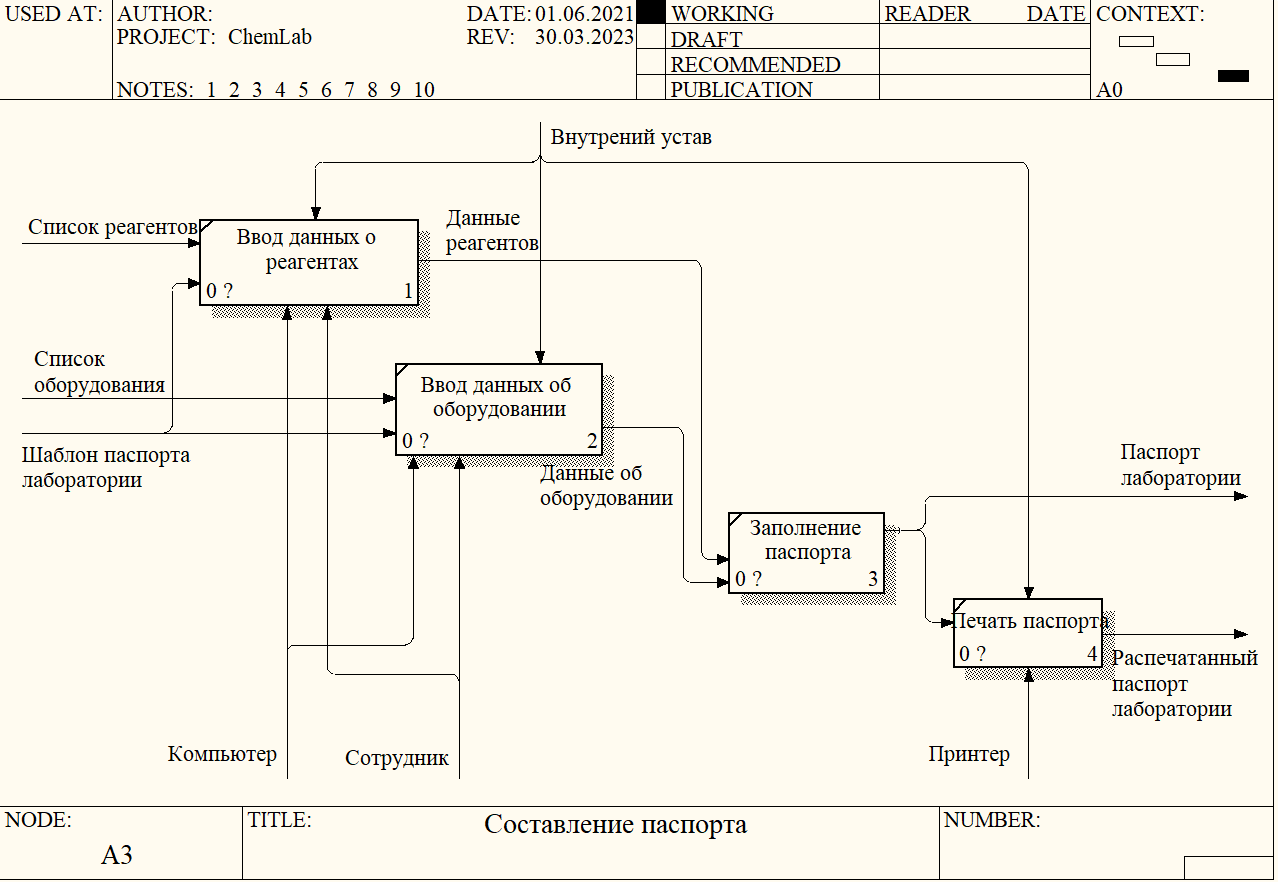 USED AT:
AUTHOR:
DATE: 01.06.2021
PROJECT: ChemLab
REV: 30.03.2023
NOTES: 1 2 3 4 5 6 7 8 9 10
WORKING
DRAFT
RECOMMENDED
PUBLICATION
READER DATE
CONTEXT:
A0
Внутрений устав
Список реагентов
Ввод данных о
реагентах
0 ? 1
Данные
реагентов
Список
оборудования
Ввод данных об
оборудовании
0 ? 2
Шаблон паспорта
лаборатории
Данные об
оборудовании
Паспорт
лаборатории
Заполнение
паспорта
0 ? 3
Печать паспорта
0 ? 4
Распечатанный
паспорт
лаборатории
Компьютер
Сотрудник
Принтер
NODE:
A3
TITLE:
Составление паспорта
NUMBER: